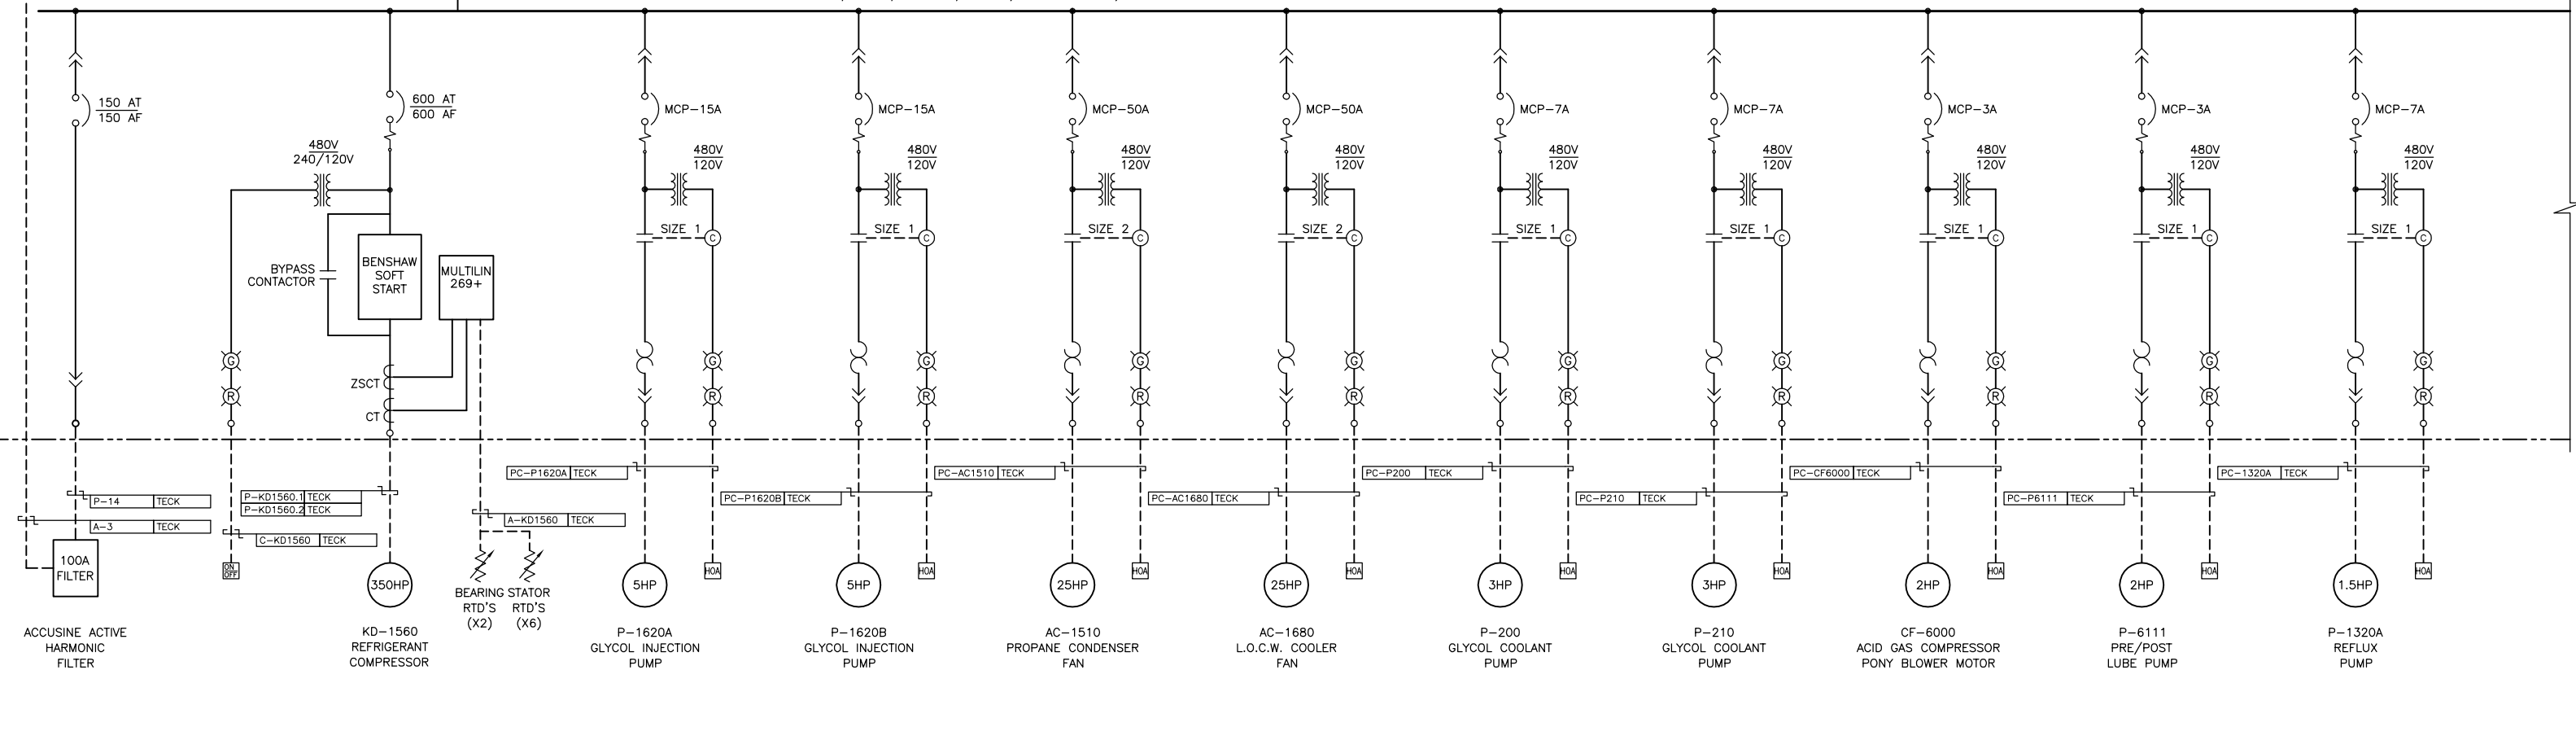 150 AT
150 AF
600 AT
600 AF
MCP-15A
MCP-15A
MCP-50A
MCP-50A
MCP-7A
MCP-7A
MCP-3A
MCP-3A
MCP-7A
480V
240/120V
480V
120V
480V
120V
480V
120V
480V
120V
480V
120V
480V
120V
480V
120V
480V
120V
480V
120V
SIZE 1 C
SIZE 1 C
SIZE 2 C
SIZE 2 C
SIZE 1 C
SIZE 1 C
SIZE 1 C
SIZE 1 C
SIZE 1 C
BYPASS
CONTACTOR
BENSHAW
SOFT
START
MULTILIN
269+
G
G
G
G
G
G
G
G
G
G
ZSCT
R
R
R
R
R
R
R
R
R
R
CT
PC-P1620A TECK
PC-AC1510 TECK
PC-P200 TECK
PC-CF6000 TECK
PC-1320A TECK
P-14 TECK
P-KD1560.1 TECK
P-KD1560.2 TECK
PC-P1620B TECK
PC-AC1680 TECK
PC-P210 TECK
PC-P6111 TECK
A-3 TECK
A-KD1560 TECK
C-KD1560 TECK
100A
FILTER
ON
OFF
350HP
BEARING
RTD'S
(X2)
STATOR
RTD'S
(X6)
5HP
HOA
5HP
HOA
25HP
HOA
25HP
HOA
3HP
HOA
3HP
HOA
2HP
HOA
2HP
HOA
1.5HP
HOA
ACCUSINE ACTIVE
HARMONIC
FILTER
KD-1560
REFRIGERANT
COMPRESSOR
P-1620A
GLYCOL INJECTION
PUMP
P-1620B
GLYCOL INJECTION
PUMP
AC-1510
PROPANE CONDENSER
FAN
AC-1680
L.O.C.W. COOLER
FAN
P-200
GLYCOL COOLANT
PUMP
P-210
GLYCOL COOLANT
PUMP
CF-6000
ACID GAS COMPRESSOR
PONY BLOWER MOTOR
P-6111
PRE/POST
LUBE PUMP
P-1320A
REFLUX
PUMP